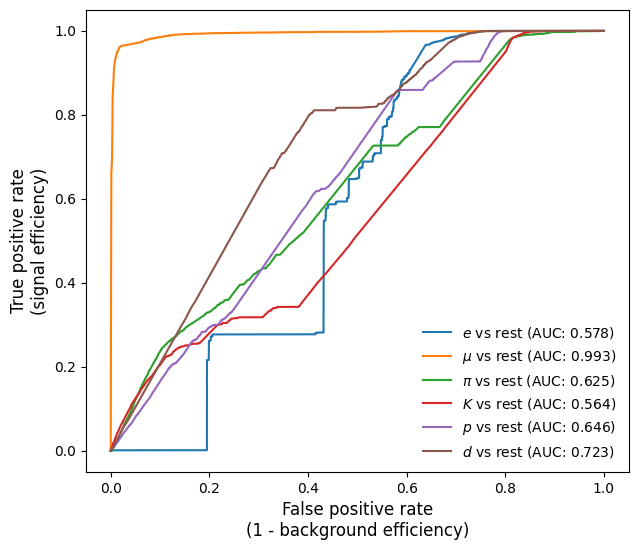 True positive rate
(signal efficiency)
1.0
0.8
0.6
0.4
0.2
0.0
e vs rest (AUC: 0.578)
μ vs rest (AUC: 0.993)
π vs rest (AUC: 0.625)
K vs rest (AUC: 0.564)
p vs rest (AUC: 0.646)
d vs rest (AUC: 0.723)
0.0 0.2 0.4 0.6 0.8 1.0
False positive rate
(1 - background efficiency)